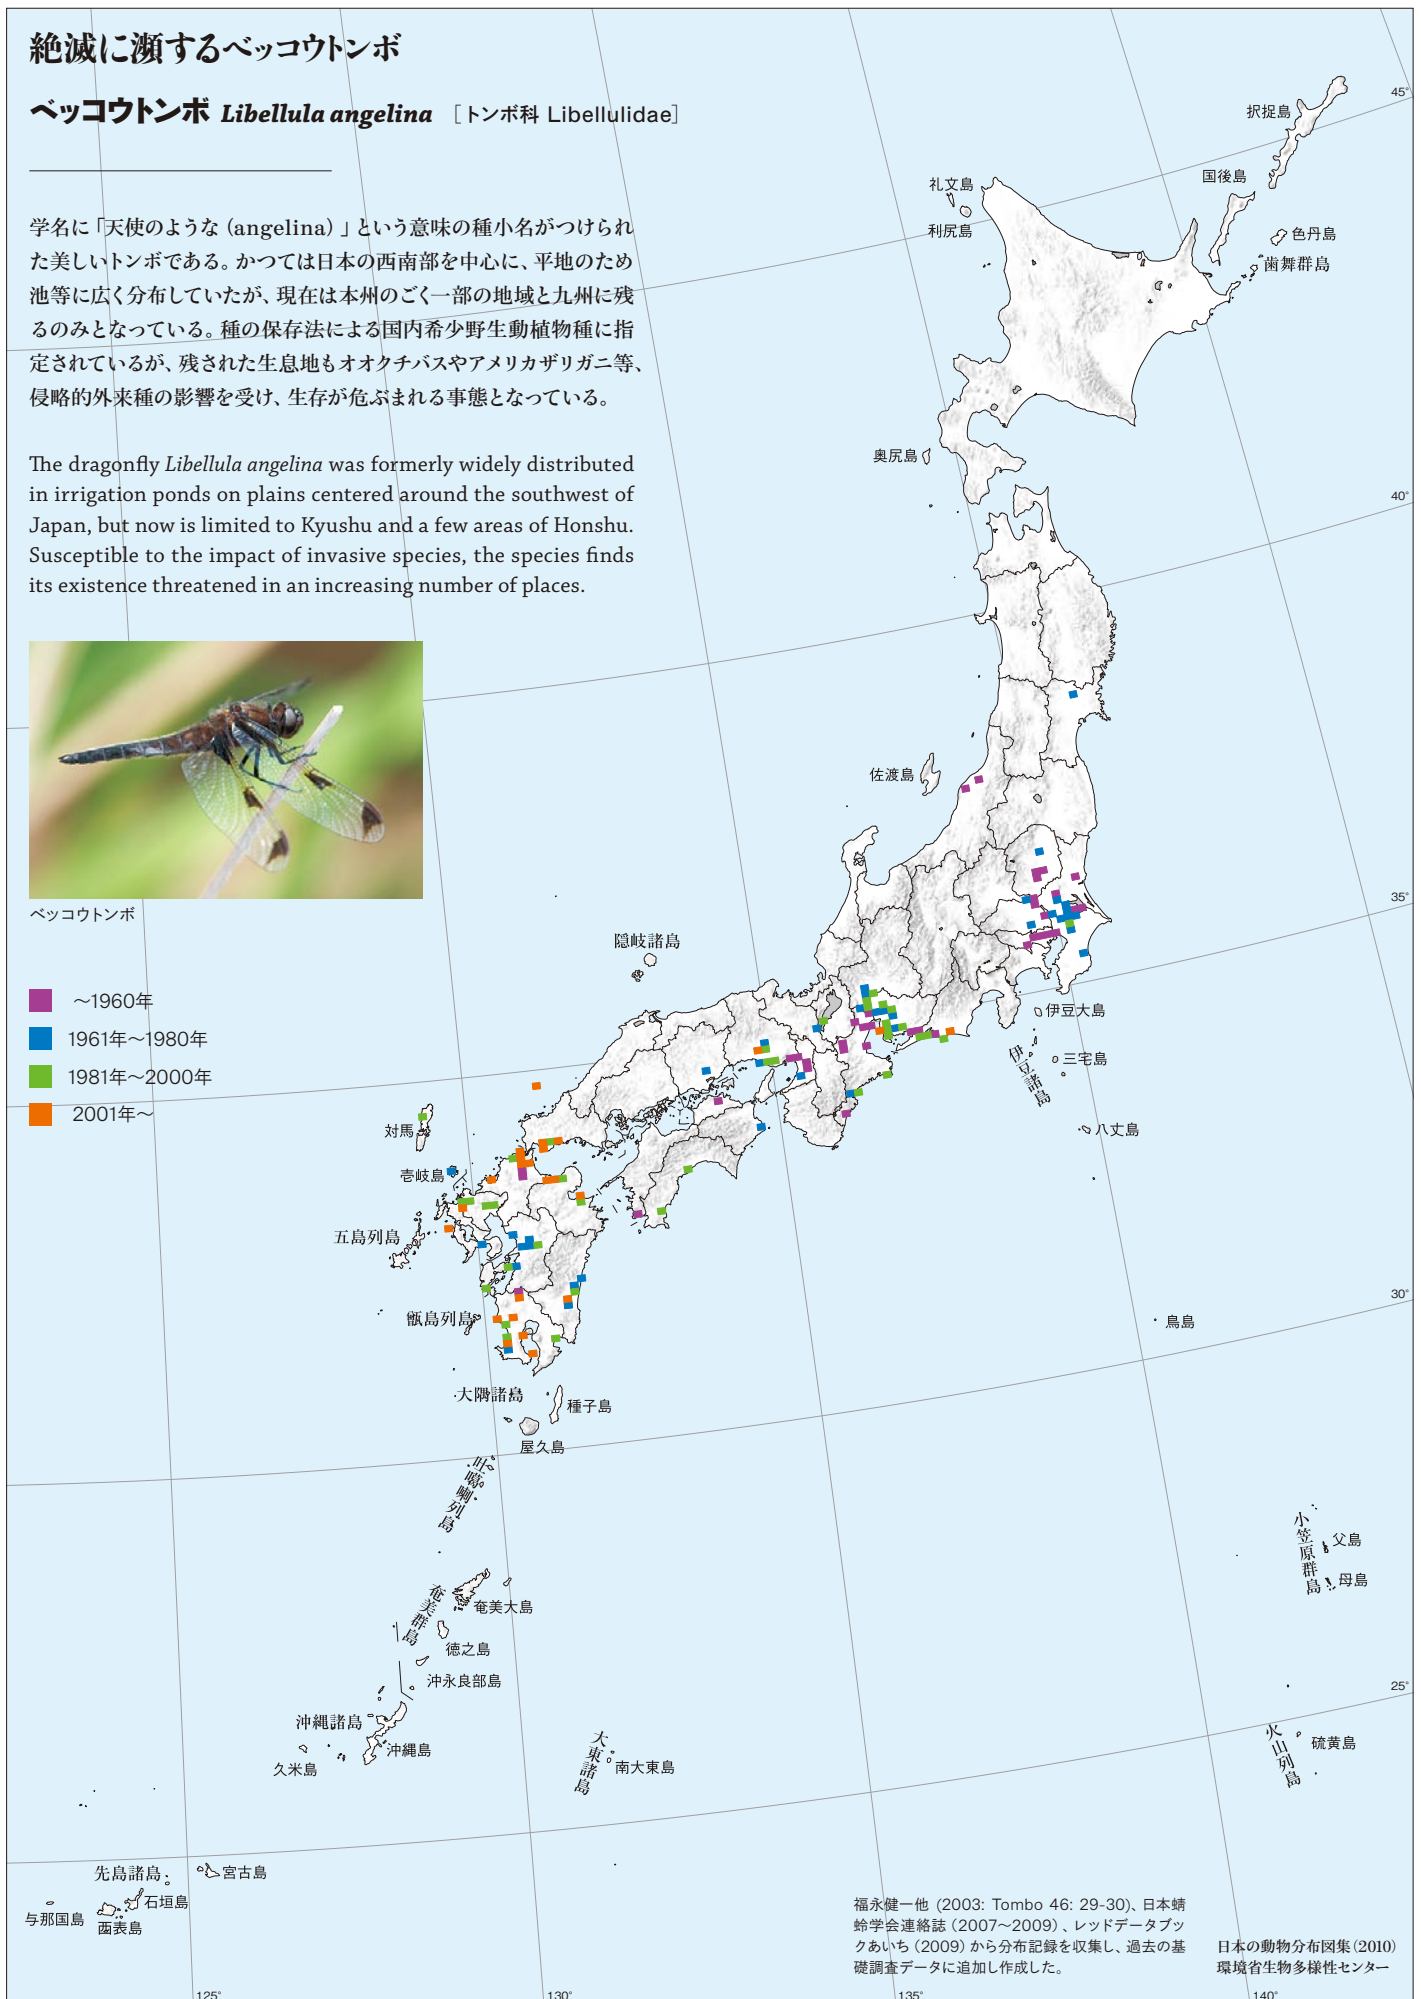 絶滅に瀕するベッコウトンボ
ベッコウトンボ Libellula angelina ［トンボ科 Libellulidae］
学名に「天使のような（angelina）」という意味の種小名がつけられ
た美しいトンボである。かつては日本の西南部を中心に、平地のため
池等に広く分布していたが、現在は本州のごく一部の地域と九州に残
るのみとなっている。種の保存法による国内希少野生動植物種に指
定されているが、残された生息地もオオクチバスやアメリカザリガニ等、
侵略的外来種の影響を受け、生存が危ぶまれる事態となっている。
The dragonfly Libellula angelina was formerly widely distributed
in irrigation ponds on plains centered around the southwest of
Japan, but now is limited to Kyushu and a few areas of Honshu.
Susceptible to the impact of invasive species, the species finds
its existence threatened in an increasing number of places.
ベッコウトンボ
～1960年
1961年～1980年
1981年～2000年
2001年～
択捉島
国後島
色丹島
歯舞群島
礼文島
利尻島
奥尻島
佐渡島
隠岐諸島
伊豆大島
三宅島
伊豆諸島
八丈島
対馬
壱岐島
五島列島
甑島列島
大隅諸島
種子島
屋久島
吐噶喇列島
鳥島
小笠原群島
父島
母島
奄美群島
奄美大島
徳之島
沖永良部島
沖縄諸島
沖縄島
久米島
大東諸島
南大東島
火山列島
硫黄島
先島諸島
宮古島
石垣島
与那国島
西表島
45°
40°
35°
30°
25°
125°
130°
135°
140°
福永健一他 (2003: Tombo 46: 29-30)、日本蜻
蛉学会連絡誌（2007～2009）、レッドデータブッ
クあいち（2009）から分布記録を収集し、過去の基
礎調査データに追加し作成した。
日本の動物分布図集（2010）
環境省生物多様性センター